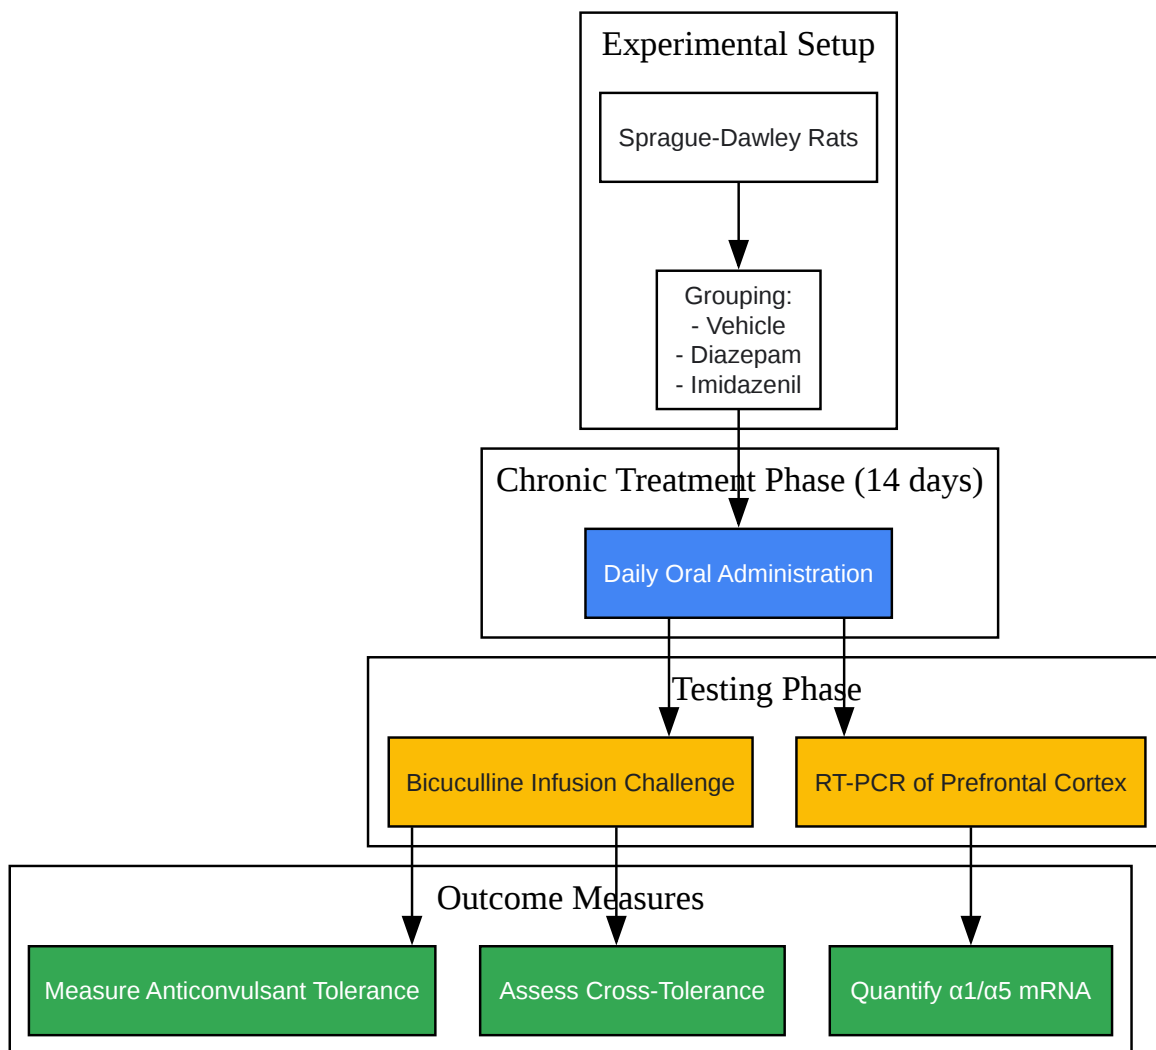 Experimental Setup
Sprague-Dawley Rats
Grouping:
- Vehicle
- Diazepam
- Imidazenil
Chronic Treatment Phase (14 days)
Daily Oral Administration
Testing Phase
Bicuculline Infusion Challenge
RT-PCR of Prefrontal Cortex
Outcome Measures
Measure Anticonvulsant Tolerance
Assess Cross-Tolerance
Quantify α1/α5 mRNA